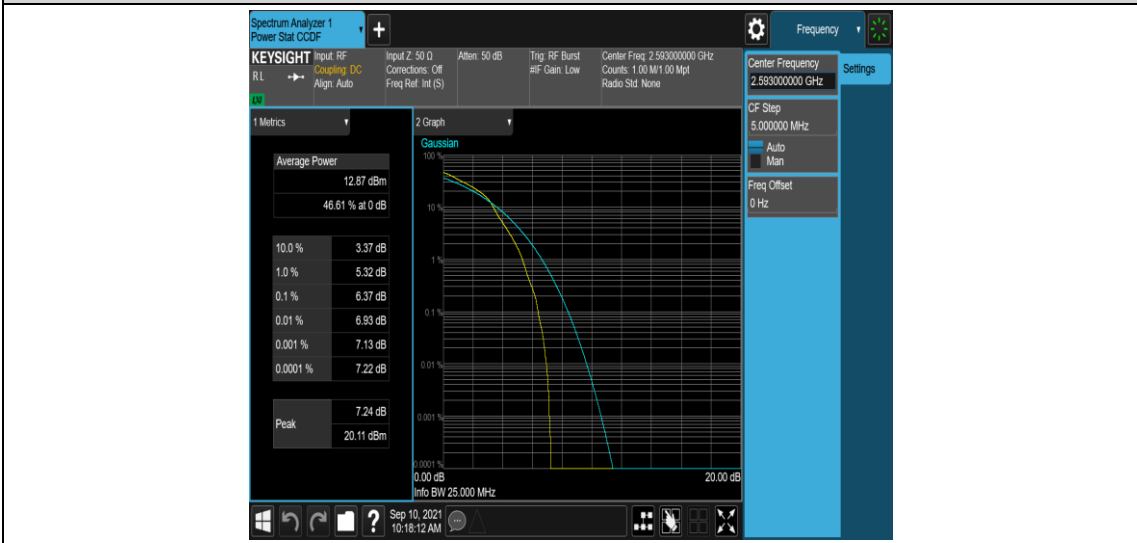 Spectrum Analyzer 1
Power Stat CCDF
+
Frequency
KEYSIGHT
R L
LXI
Input: RF
Coupling: DC
Align: Auto
Input Z: 50 Ω
Corrections: Off
Freq Ref: Int (S)
Atten: 50 dB
Trig: RF Burst
#IF Gain: Low
Center Freq: 2.593000000 GHz
Counts: 1.00 M/1.00 Mpt
Radio Std: None
Center Frequency
2.593000000 GHz
Settings
CF Step
5.000000 MHz
Auto
Man
Freq Offset
0 Hz
1 Metrics
Average Power
12.87 dBm
46.61 % at 0 dB
10.0 % 3.37 dB
1.0 % 5.32 dB
0.1 % 6.37 dB
0.01 % 6.93 dB
0.001 % 7.13 dB
0.0001 % 7.22 dB
Peak
7.24 dB
20.11 dBm
2 Graph
Gaussian
100 %
10 %
1 %
0.1 %
0.01 %
0.001 %
0.0001 %
0.00 dB 20.00 dB
Info BW 25.000 MHz
?
Sep 10, 2021
10:18:12 AM